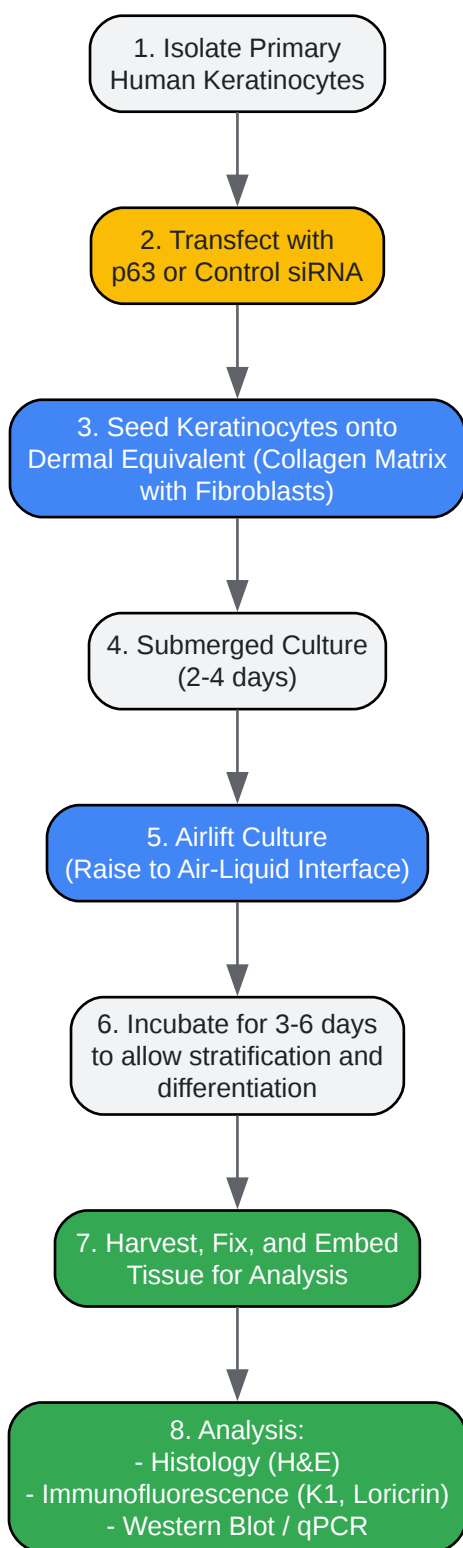 1. Isolate Primary
Human Keratinocytes
2. Transfect with
p63 or Control siRNA
3. Seed Keratinocytes onto
Dermal Equivalent (Collagen Matrix
with Fibroblasts)
4. Submerged Culture
(2-4 days)
5. Airlift Culture
(Raise to Air-Liquid Interface)
6. Incubate for 3-6 days
to allow stratification and
differentiation
7. Harvest, Fix, and Embed
Tissue for Analysis
8. Analysis:
- Histology (H&E)
- Immunofluorescence (K1, Loricrin)
- Western Blot / qPCR